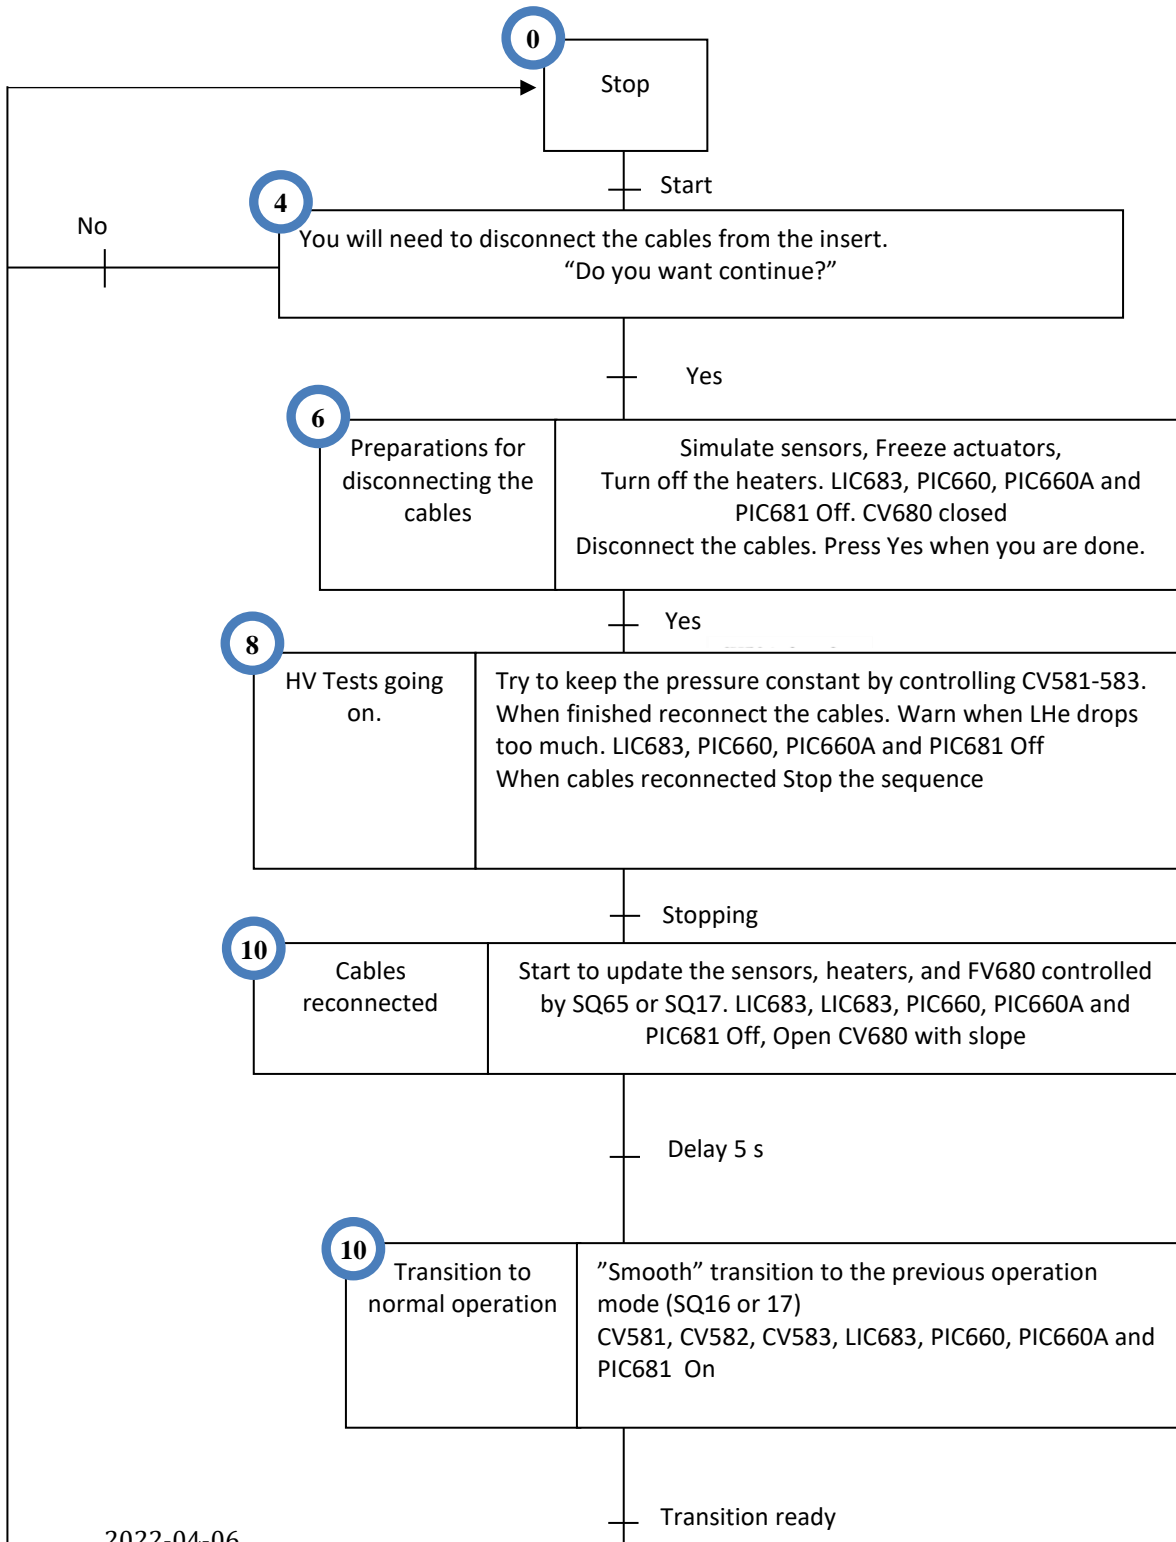 0
Stop
Start
4
No
You will need to disconnect the cables from the insert.
“Do you want continue?”
Yes
6
Preparations for
disconnecting the
cables
Simulate sensors, Freeze actuators,
Turn off the heaters. LIC683, PIC660, PIC660A and
PIC681 Off. CV680 closed
Disconnect the cables. Press Yes when you are done.
Yes
8
HV Tests going
on.
Try to keep the pressure constant by controlling CV581-583.
When finished reconnect the cables. Warn when LHe drops
too much. LIC683, PIC660, PIC660A and PIC681 Off
When cables reconnected Stop the sequence
Stopping
10
Cables
reconnected
Start to update the sensors, heaters, and FV680 controlled
by SQ65 or SQ17. LIC683, LIC683, PIC660, PIC660A and
PIC681 Off, Open CV680 with slope
Delay 5 s
10
Transition to
normal operation
”Smooth” transition to the previous operation
mode (SQ16 or 17)
CV581, CV582, CV583, LIC683, PIC660, PIC660A and
PIC681  On
Transition ready
2022-04-06